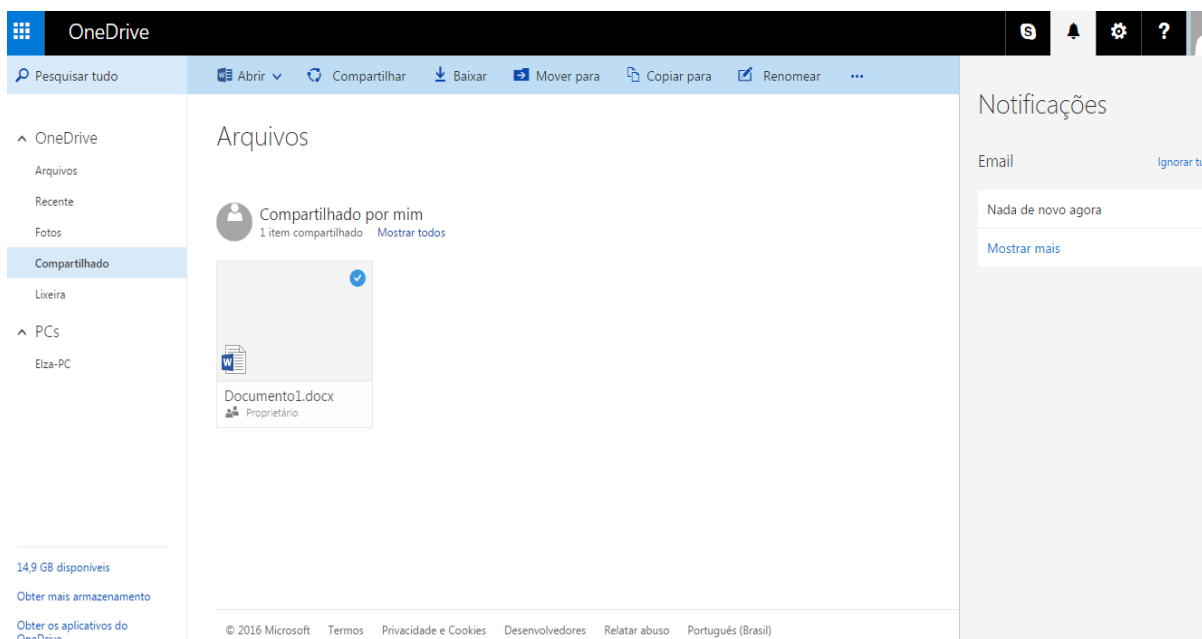 OneDrive
Pesquisar tudo
Abrir Compartilhar Baixar Mover para Copiar para Renomear ...
OneDrive
Arquivos
Recente
Fotos
Compartilhado
Lixeira
PCs
Elza-PC
14,9 GB disponíveis
Obter mais armazenamento
Obter os aplicativos do
OneDrive
Arquivos
Compartilhado por mim
1 item compartilhado Mostrar todos
Documento1.docx
Proprietário
© 2016 Microsoft Termos Privacidade e Cookies Desenvolvedores Relatar abuso Português (Brasil)
Notificações
Email Ignorar tu
Nada de novo agora
Mostrar mais